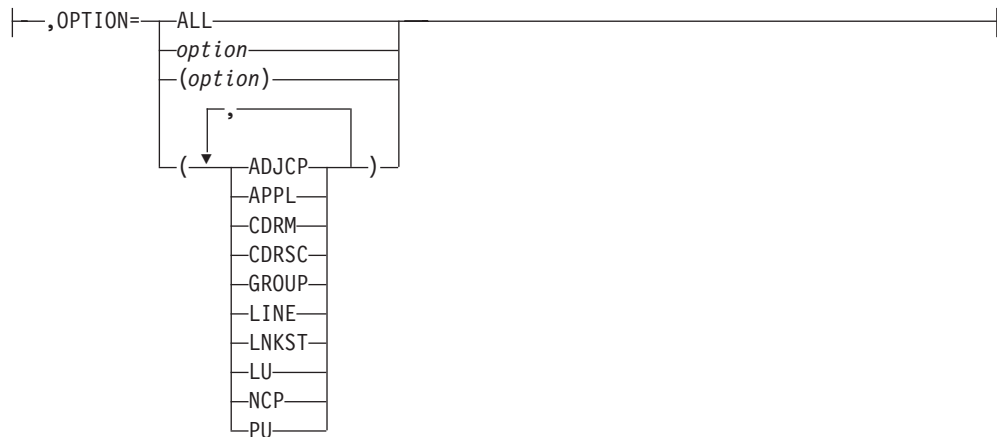 ,OPTION= ALL
option
(option)
,
( ADJCP )
APPL
CDRM
CDRSC
GROUP
LINE
LNKST
LU
NCP
PU